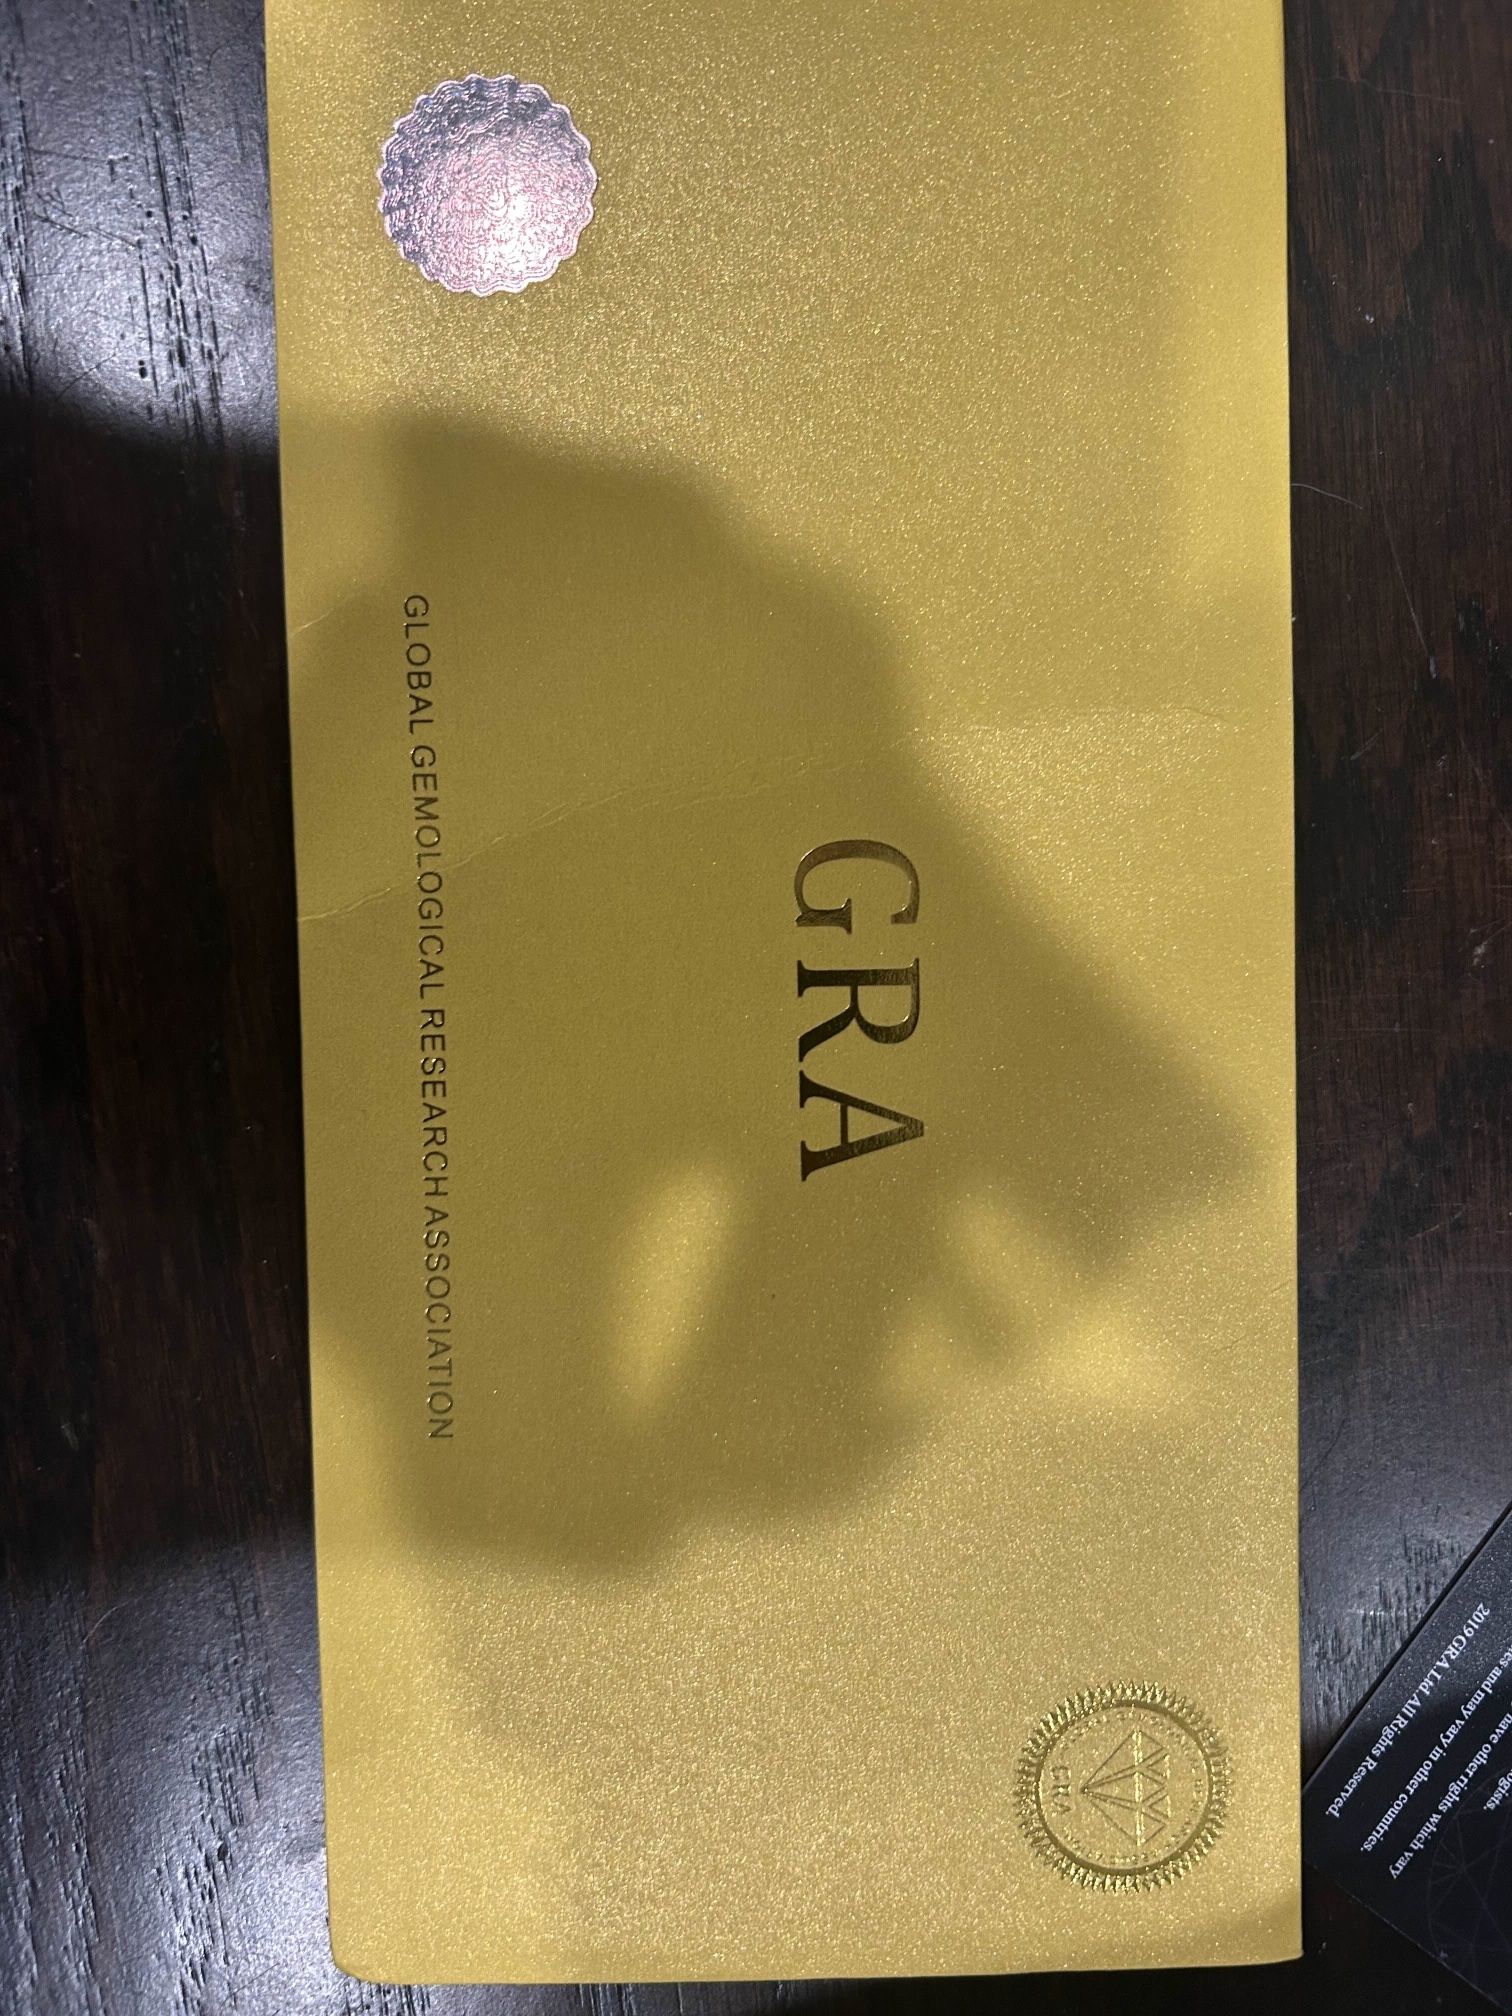 GRA
GLOBAL GEMOLOGICAL RESEARCH ASSOCIATION
GRA
and may vary in other countries.
have other rights which vary
2019 GRA Ltd. All Rights Reserved.